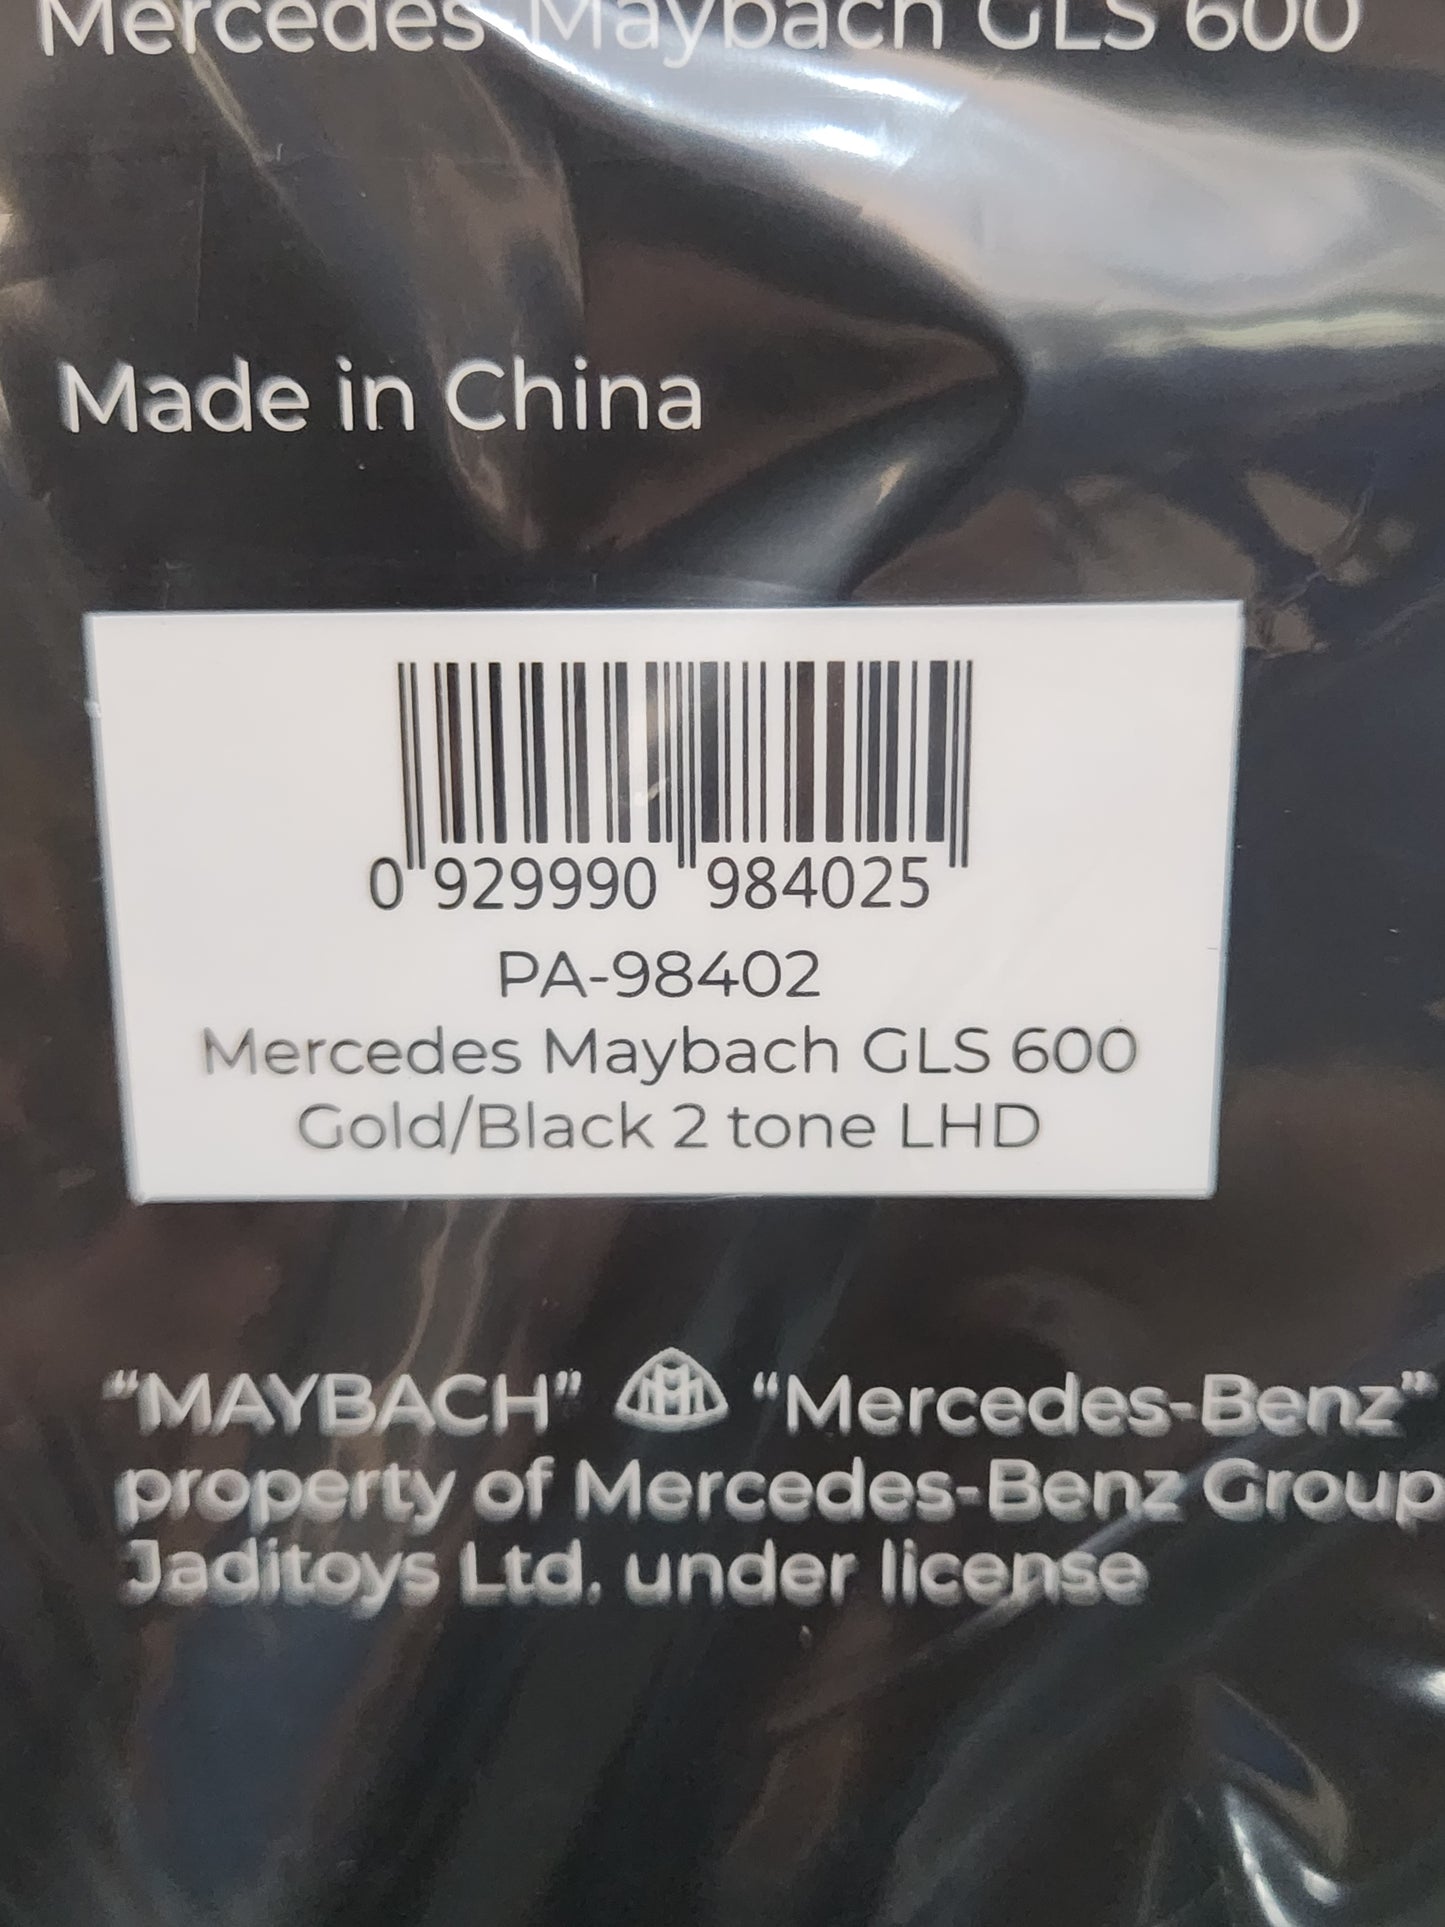 Mercedes Maybach GLS 600
Made in China
0 929990 984025
PA-98402
Mercedes Maybach GLS 600
Gold/Black 2 tone LHD
“MAYBACH” “Mercedes-Benz”
property of Mercedes-Benz Group
Jaditoys Ltd. under license